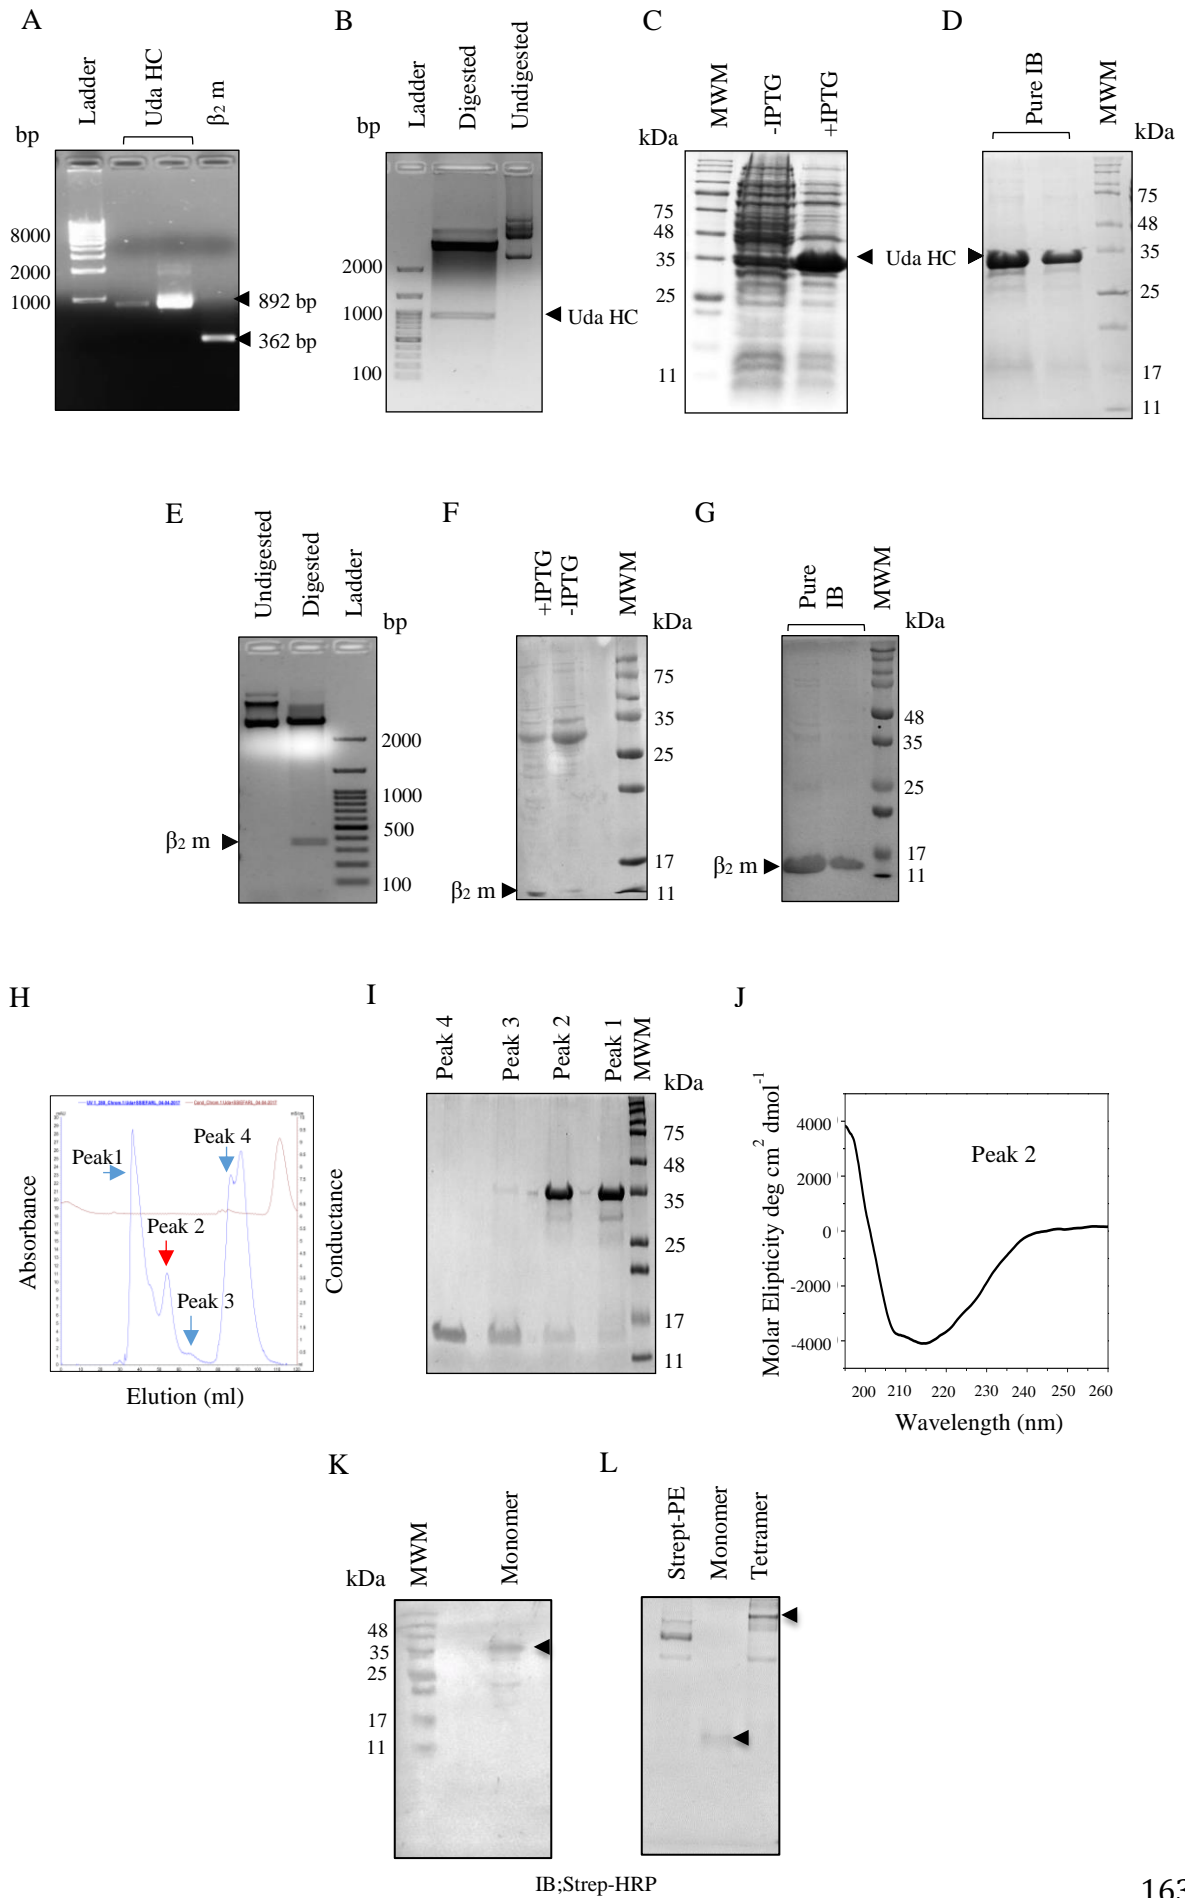 A
Ladder
Uda HC
β2 m
bp
8000
2000
1000
892 bp
362 bp
B
Ladder
Digested
Undigested
2000
1000
100
Uda HC
C
MWM
-IPTG
+IPTG
kDa
75
48
35
25
11
Uda HC
D
Pure IB
MWM
kDa
75
48
35
25
17
11
E
Undigested
Digested
Ladder
bp
2000
1000
500
100
β2 m
F
+IPTG
-IPTG
MWM
kDa
75
35
25
17
11
β2 m
G
Pure
IB
MWM
kDa
48
35
25
17
11
β2 m
H
Peak1
Peak 2
Peak 3
Peak 4
Absorbance
Conductance
Elution (ml)
I
Peak 4
Peak 3
Peak 2
Peak 1
MWM
kDa
75
48
35
25
17
11
J
Molar Elipticity deg cm2 dmol-1
4000
2000
0
-2000
-4000
Peak 2
200 210 220 230 240 250 260
Wavelength (nm)
K
MWM
Monomer
kDa
48
35
25
17
11
L
Strept-PE
Monomer
Tetramer
IB;Strep-HRP
163